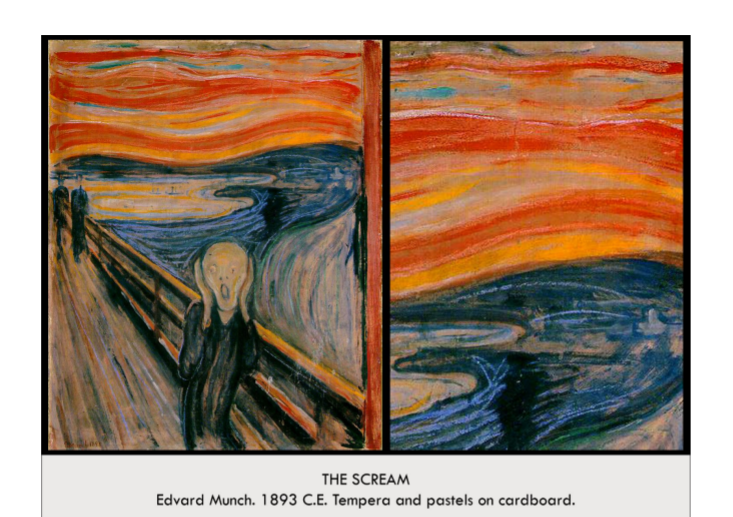 THE SCREAM
Edvard Munch. 1893 C.E. Tempera and pastels on cardboard.